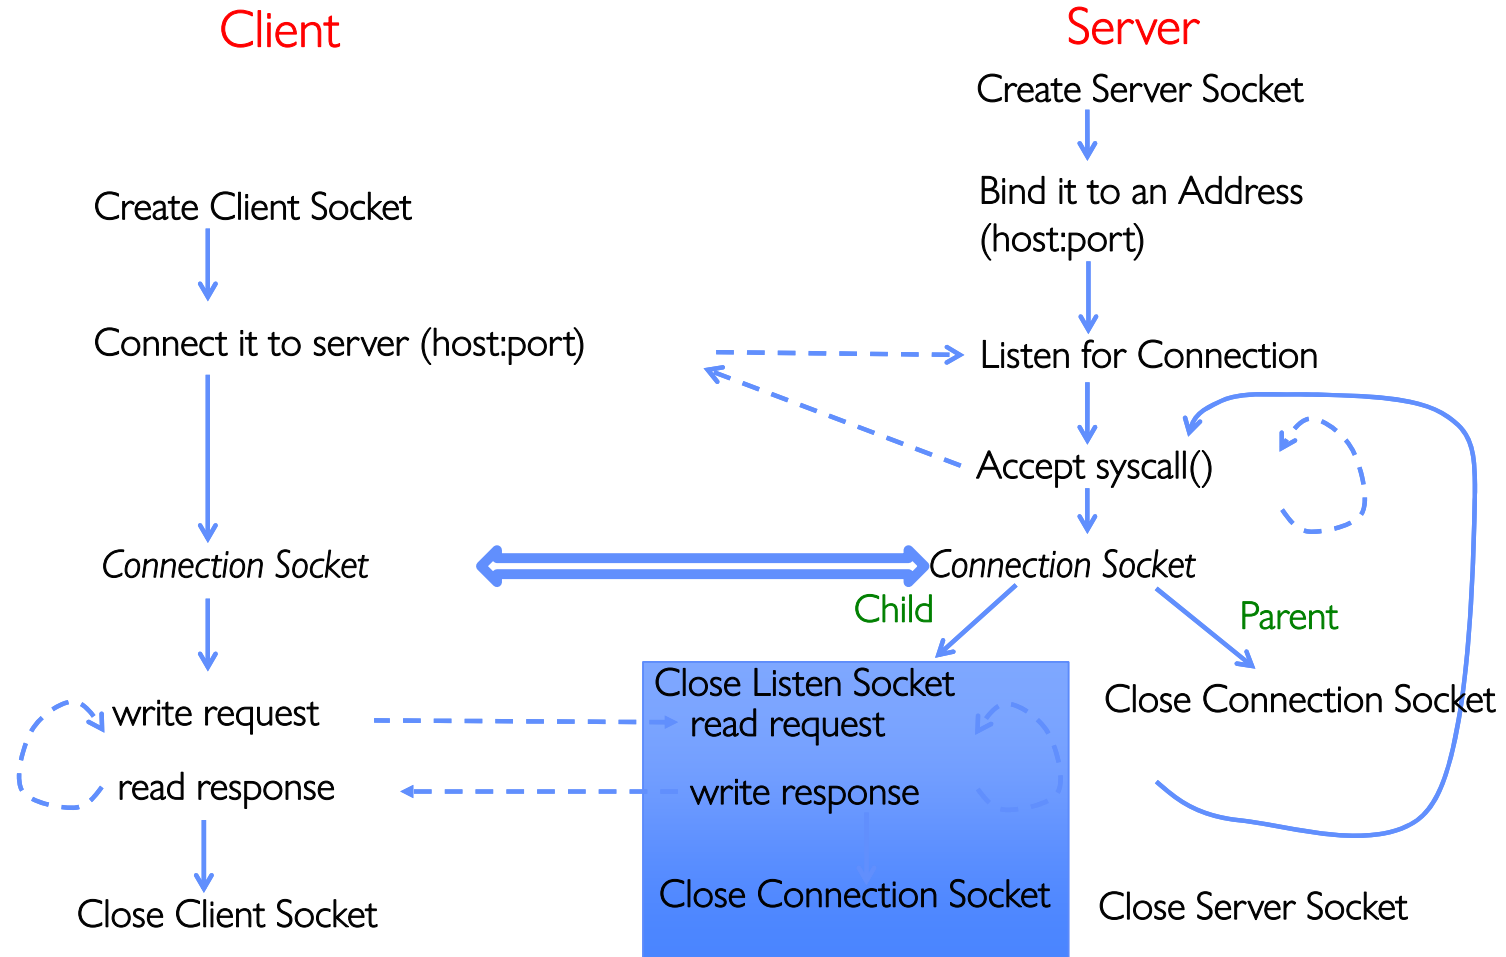 Client
Server
Create Server Socket
Create Client Socket
Bind it to an Address
(host:port)
Connect it to server (host:port)
Listen for Connection
Accept syscall()
Connection Socket
Connection Socket
Child
Parent
Close Listen Socket
Close Connection Socket
write request
read request
read response
write response
Close Connection Socket
Close Client Socket
Close Server Socket